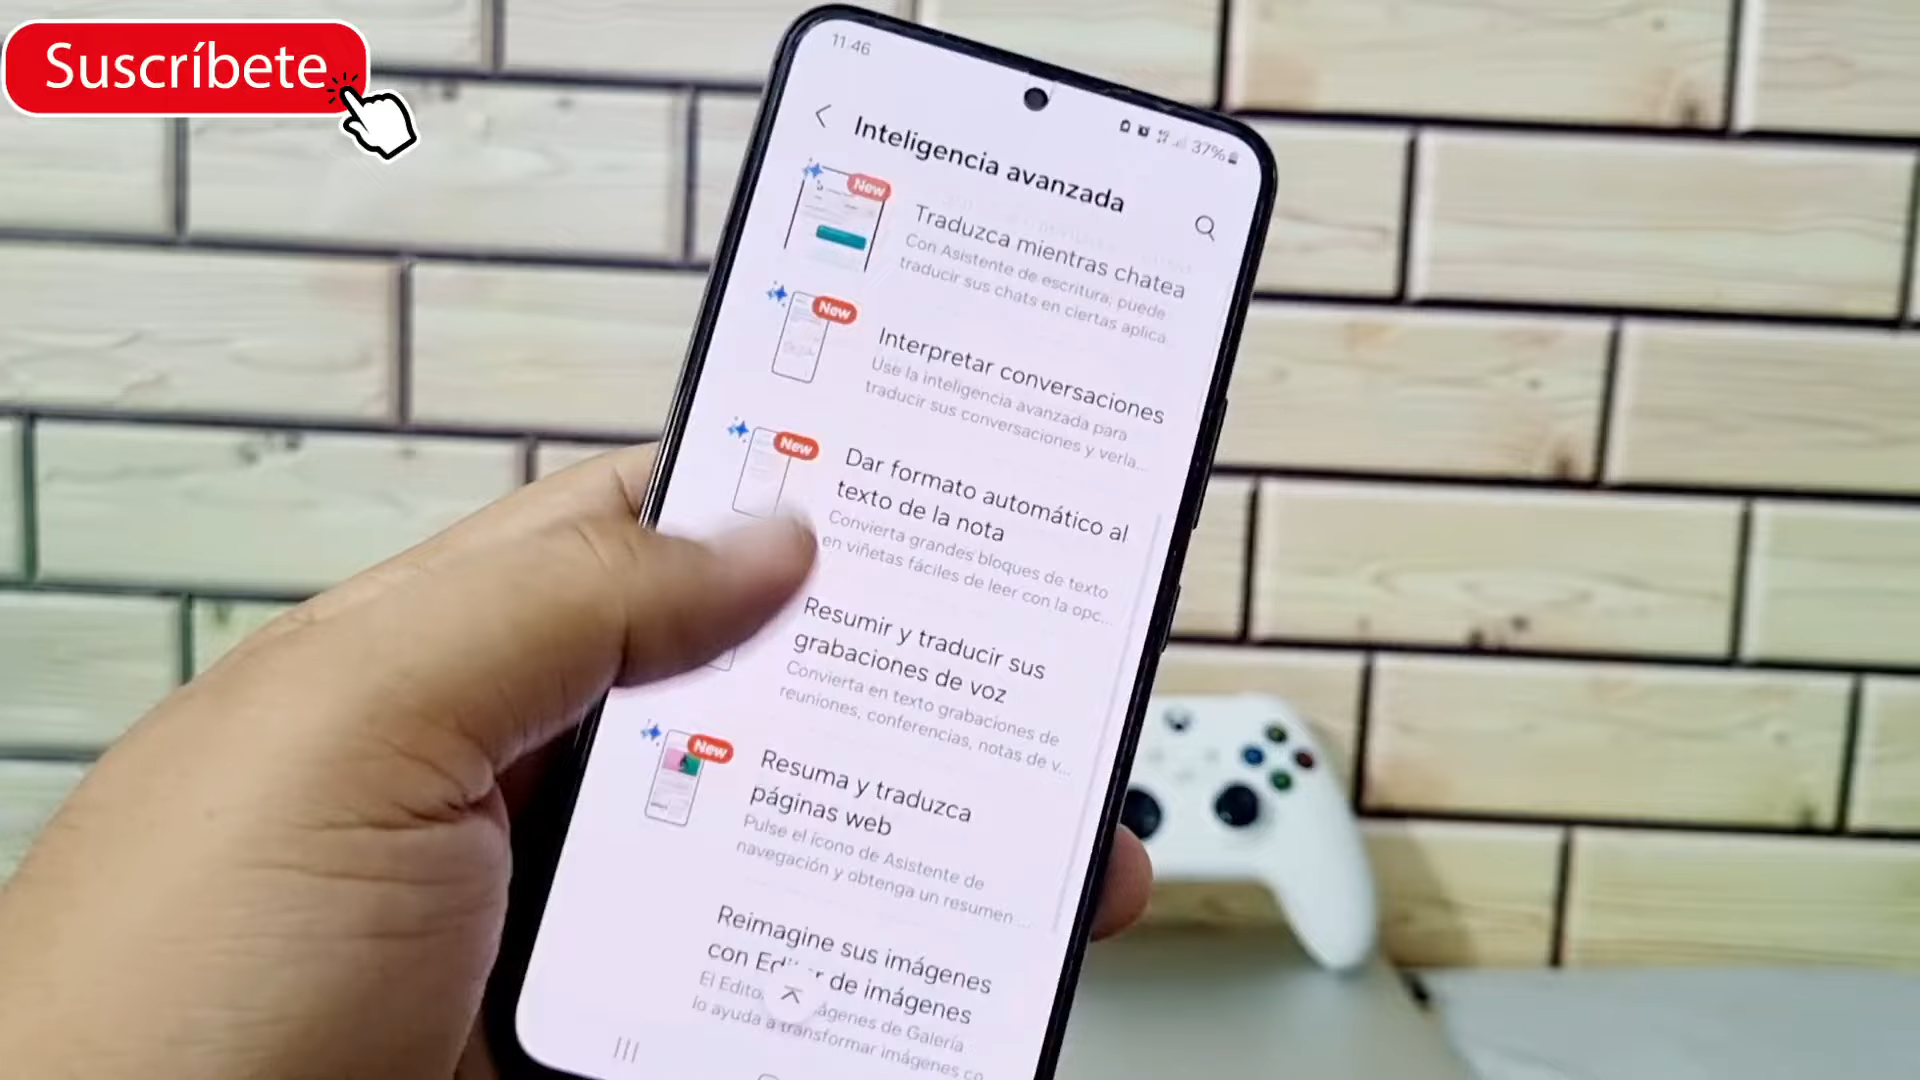 Suscríbete
11:46
37%
Inteligencia avanzada
New
Traduzca mientras chatea
Con Asistente de escritura, puede
traducir sus chats en ciertas aplica
New
Interpretar conversaciones
Use la inteligencia avanzada para
traducir sus conversaciones y verla...
New
Dar formato automático al
texto de la nota
Convierta grandes bloques de texto
en viñetas fáciles de leer con la opc...
Resumir y traducir sus
grabaciones de voz
Convierta en texto grabaciones de
reuniones, conferencias, notas de v...
New
Resuma y traduzca
páginas web
Pulse el ícono de Asistente de
navegación y obtenga un resumen ...
Reimagine sus imágenes
con de imágenes
El de Galería
lo ayuda a transformar imágenes co